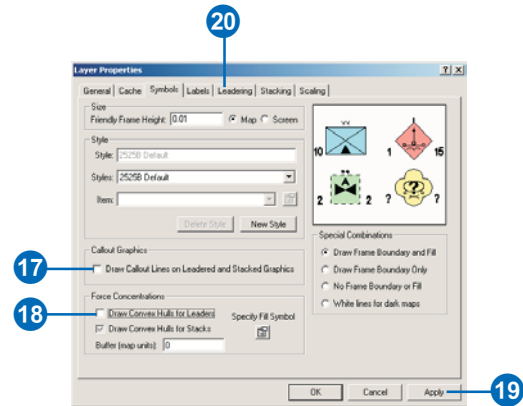 20
Layer Properties
General Cache Symbols Labels Leadering Stacking Scaling
Size
Friendly Frame Height: 0.01 Map Screen
Style
Style: 2525B Default
Styles: 2525B Default
Item:
Delete Style New Style
10 1 15
2 2 ? ? ?
Callout Graphics
17 Draw Callout Lines on Leadered and Stacked Graphics
Force Concentrations
18 Draw Convex Hulls for Leaders
Specify Fill Symbol
Draw Convex Hulls for Stacks
Buffer (map units): 0
Special Combinations
Draw Frame Boundary and Fill
Draw Frame Boundary Only
No Frame Boundary or Fill
White lines for dark maps
OK Cancel Apply 19